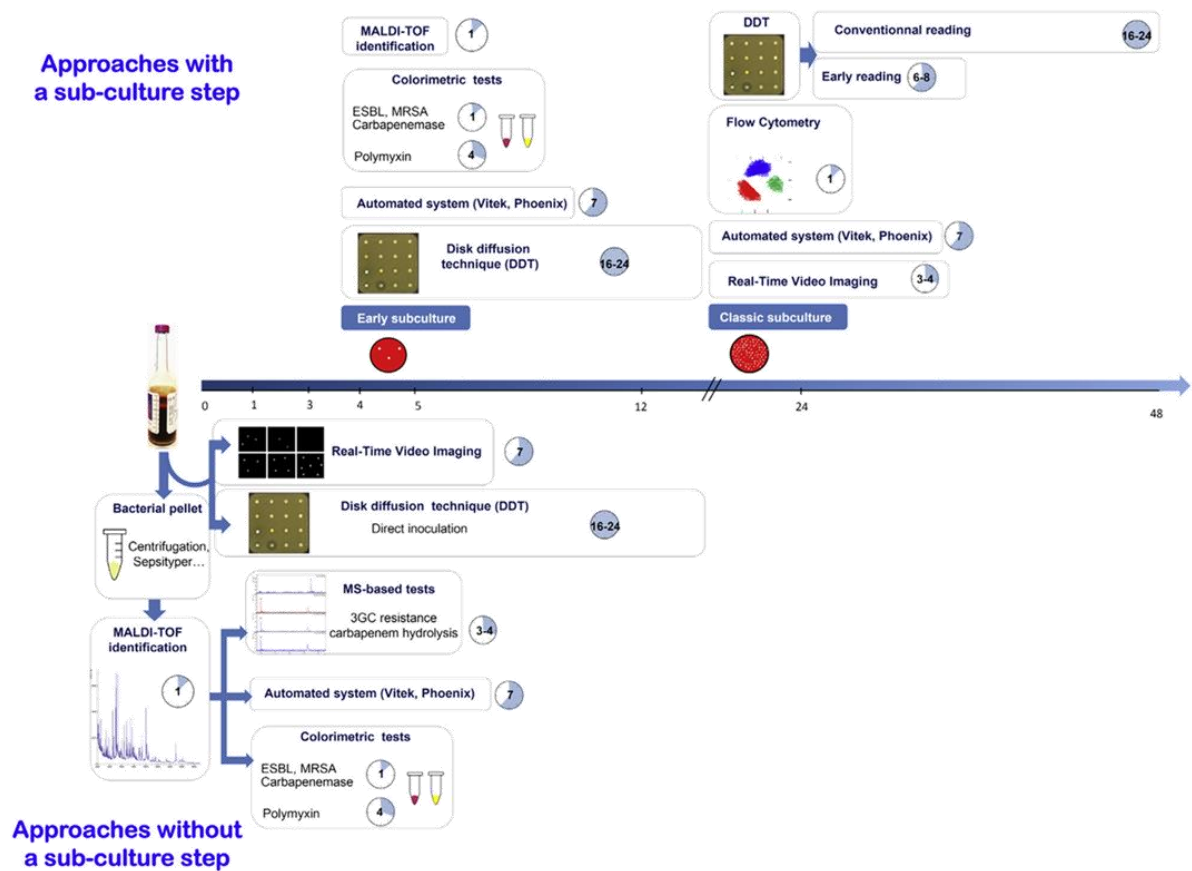 Approaches with
a sub-culture step
MALDI-TOF
identification
1
Colorimetric tests
ESBL, MRSA
Carbapenemase
1
Polymyxin
4
Automated system (Vitek, Phoenix)
7
Disk diffusion
technique (DDT)
16-24
Early subculture
DDT
Conventionnal reading
16-24
Early reading
6-8
Flow Cytometry
1
Automated system (Vitek, Phoenix)
7
Real-Time Video Imaging
3-4
Classic subculture
0 1 3 4 5 12 24 48
Real-Time Video Imaging
7
Disk diffusion technique (DDT)
Direct inoculation
16-24
Bacterial pellet
Centrifugation,
Sepsityper...
MALDI-TOF
identification
1
MS-based tests
3GC resistance
carbapenem hydrolysis
3-4
Automated system (Vitek, Phoenix)
7
Colorimetric tests
ESBL, MRSA
Carbapenemase
1
Polymyxin
4
Approaches without
a sub-culture step